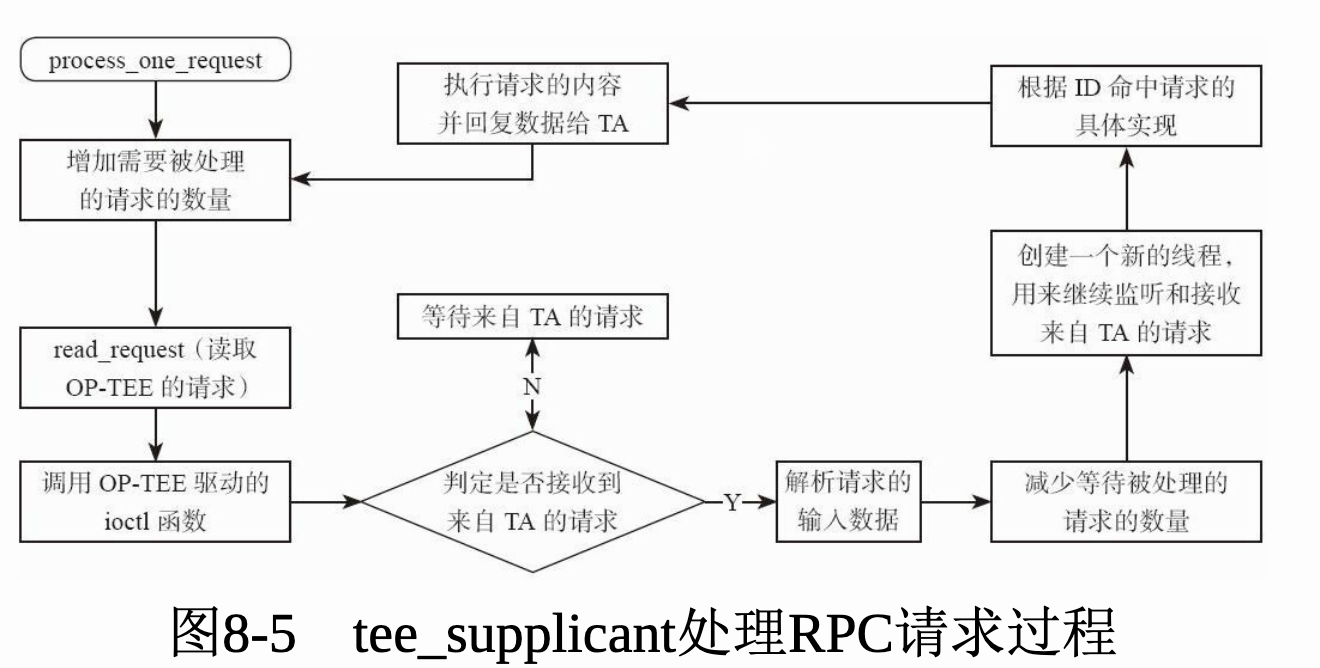 process_one_request
增加需要被处理
的请求的数量
read_request（读取
OP-TEE 的请求）
调用 OP-TEE 驱动的
ioctl 函数
判定是否接收到
来自 TA 的请求
N
等待来自 TA 的请求
Y
解析请求的
输入数据
减少等待被处理的
请求的数量
创建一个新的线程，
用来继续监听和接收
来自 TA 的请求
根据 ID 命中请求的
具体实现
执行请求的内容
并回复数据给 TA
图8-5 tee_supplicant处理RPC请求过程